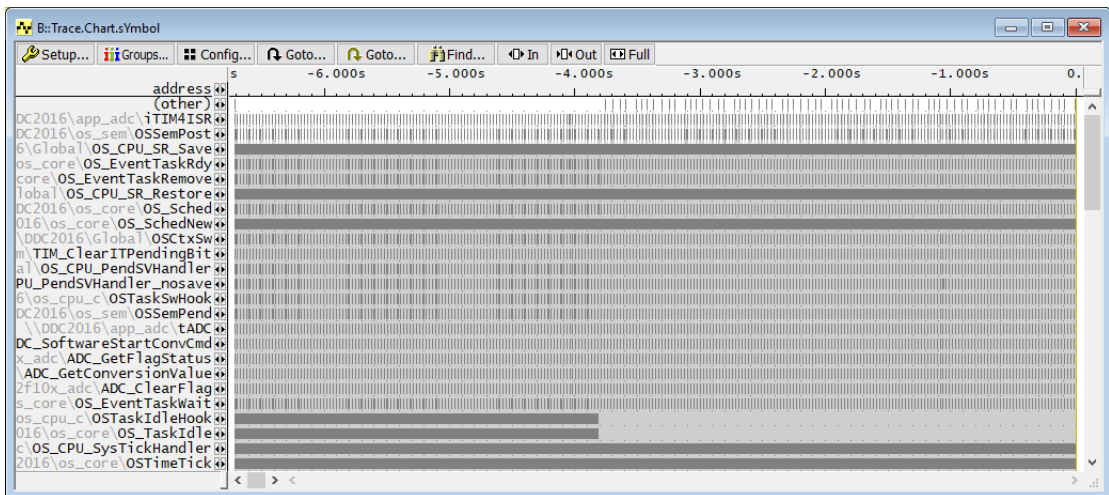 B::Trace.Chart.sYmbol
Setup... Groups... Config... Goto... Goto... Find... In Out Full
s -6.000s -5.000s -4.000s -3.000s -2.000s -1.000s 0.
address
(other)
DC2016\app_adc\iTIM4ISR
DC2016\os_sem\OSSemPost
6\Global\OS_CPU_SR_Save
os_core\OS_EventTaskRdy
core\OS_EventTaskRemove
lobal\OS_CPU_SR_Restore
DC2016\os_core\OS_Sched
016\os_core\OS_SchedNew
\DDC2016\Global\OSCtxSw
m\TIM_ClearITPendingBit
al\OS_CPU_PendSVHandler
PU_PendSVHandler_nosave
6\os_cpu_c\OSTaskSwHook
DC2016\os_sem\OSSemPend
\\DDC2016\app_adc\tADC
DC_SoftwareStartConvCmd
x_adc\ADC_GetFlagStatus
\ADC_GetConversionValue
2f10x_adc\ADC_ClearFlag
s_core\OS_EventTaskWait
os_cpu_c\OSTaskIdleHook
016\os_core\OS_TaskIdle
c\OS_CPU_SysTickHandler
2016\os_core\OSTimeTick